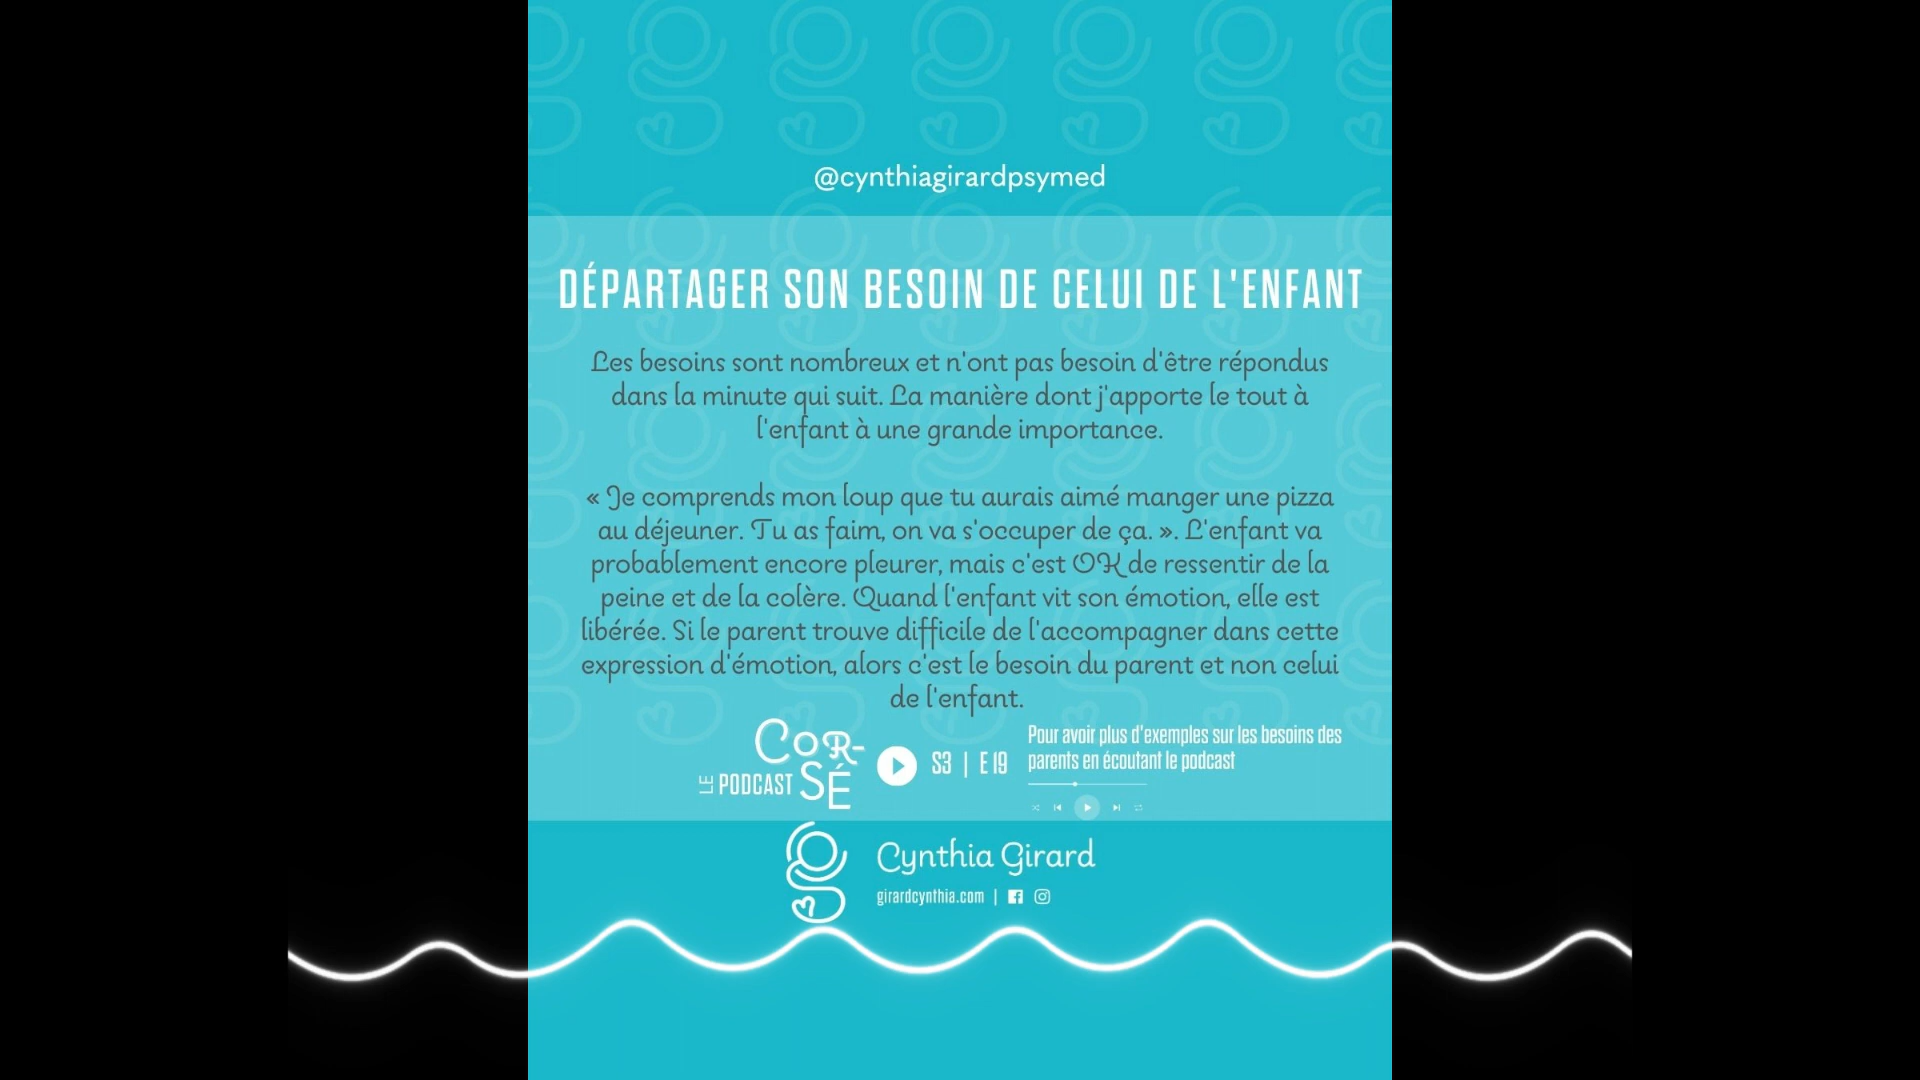 @cynthiagirardpsymed
DÉPARTAGER SON BESOIN DE CELUI DE L'ENFANT
Les besoins sont nombreux et n'ont pas besoin d'être répondus
dans la minute qui suit. La manière dont j'apporte le tout à
l'enfant à une grande importance.
« Je comprends mon loup que tu aurais aimé manger une pizza
au déjeuner. Tu as faim, on va s'occuper de ça. ». L'enfant va
probablement encore pleurer, mais c'est OK de ressentir de la
peine et de la colère. Quand l'enfant vit son émotion, elle est
libérée. Si le parent trouve difficile de l'accompagner dans cette
expression d'émotion, alors c'est le besoin du parent et non celui
de l'enfant.
LE PODCAST COR-
SÉ
S3 | E 19
Pour avoir plus d'exemples sur les besoins des
parents en écoutant le podcast
Cynthia Girard
girardcynthia.com |